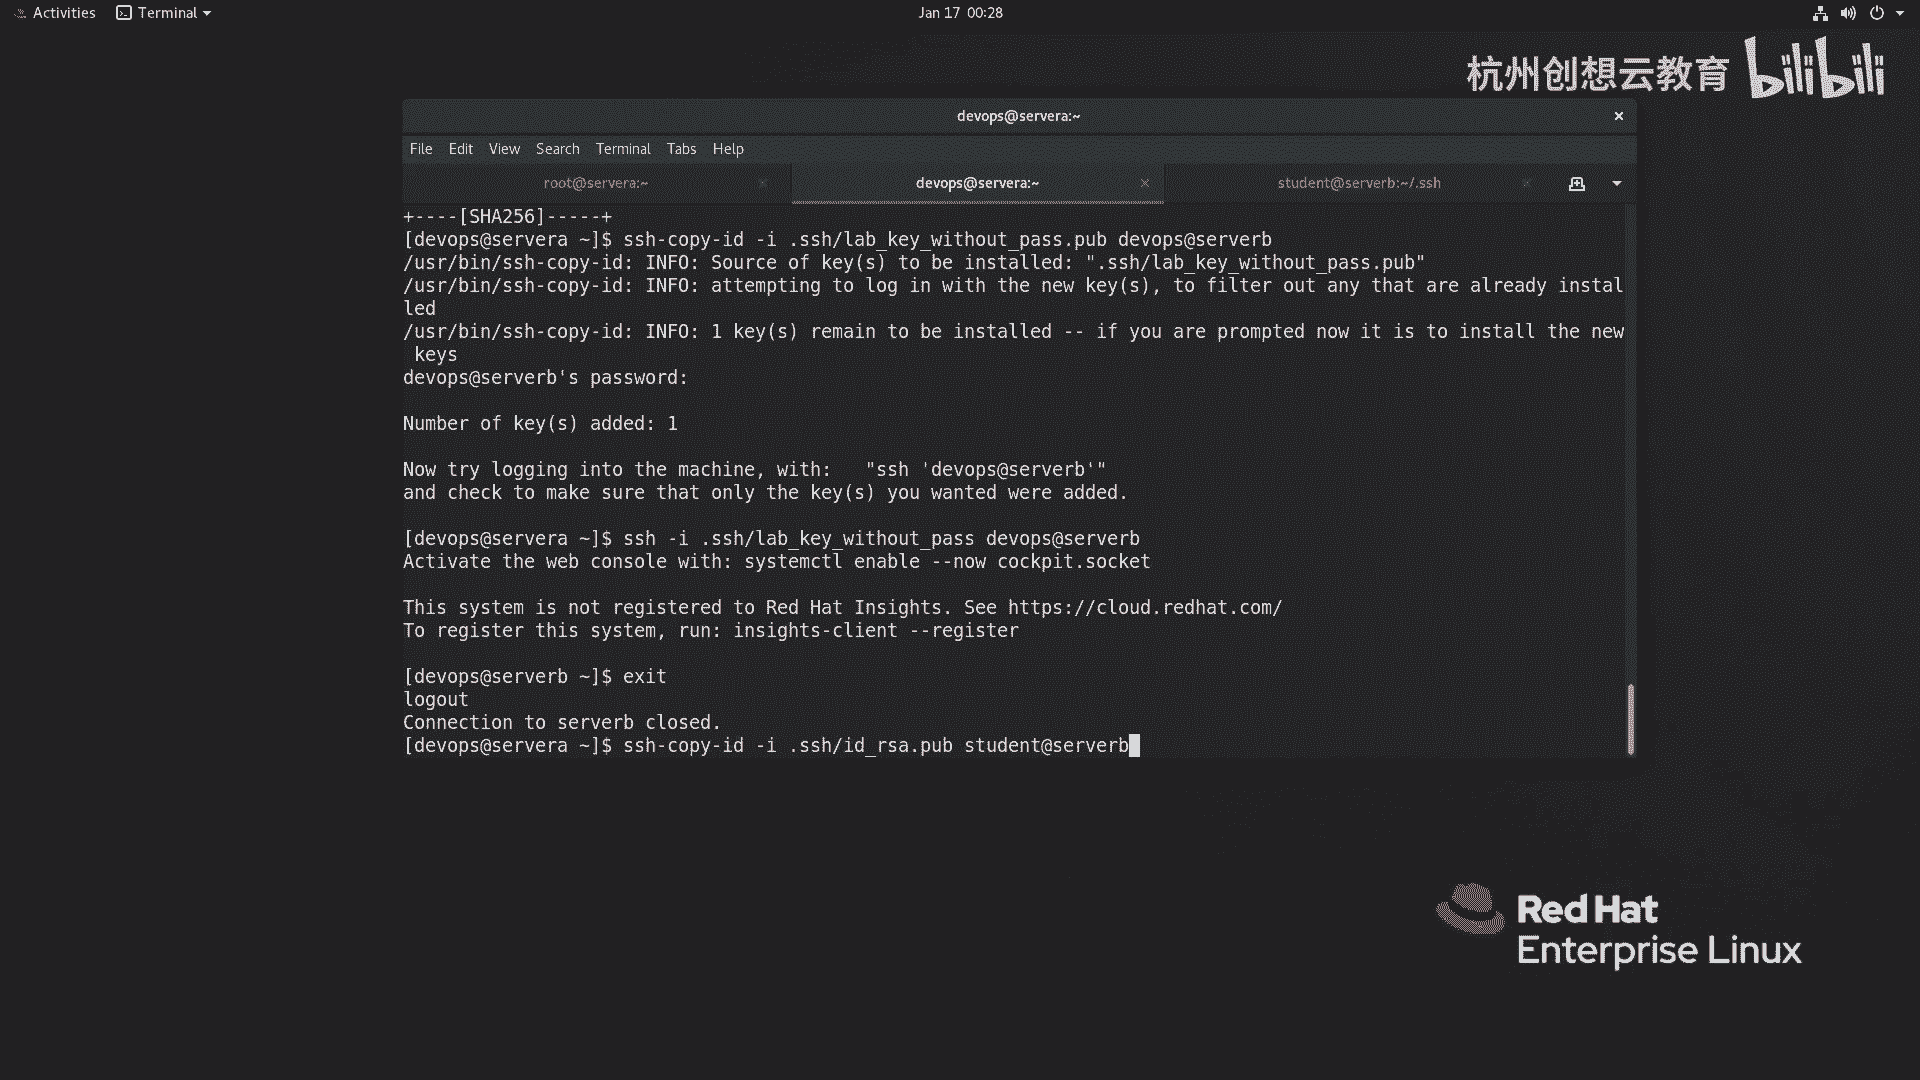 Activities Terminal Jan 17 00:28
杭州创想云教育 bilibili
devops@servera:~
File Edit View Search Terminal Tabs Help
root@servera:~ devops@servera:~ student@serverb:~/.ssh
+----[SHA256]-----+
[devops@servera ~]$ ssh-copy-id -i .ssh/lab_key_without_pass.pub devops@serverb
/usr/bin/ssh-copy-id: INFO: Source of key(s) to be installed: ".ssh/lab_key_without_pass.pub"
/usr/bin/ssh-copy-id: INFO: attempting to log in with the new key(s), to filter out any that are already instal
led
/usr/bin/ssh-copy-id: INFO: 1 key(s) remain to be installed -- if you are prompted now it is to install the new
 keys
devops@serverb's password:
Number of key(s) added: 1
Now try logging into the machine, with:   "ssh 'devops@serverb'"
and check to make sure that only the key(s) you wanted were added.
[devops@servera ~]$ ssh -i .ssh/lab_key_without_pass devops@serverb
Activate the web console with: systemctl enable --now cockpit.socket
This system is not registered to Red Hat Insights. See https://cloud.redhat.com/
To register this system, run: insights-client --register
[devops@serverb ~]$ exit
logout
Connection to serverb closed.
[devops@servera ~]$ ssh-copy-id -i .ssh/id_rsa.pub student@serverb
Red Hat
Enterprise Linux